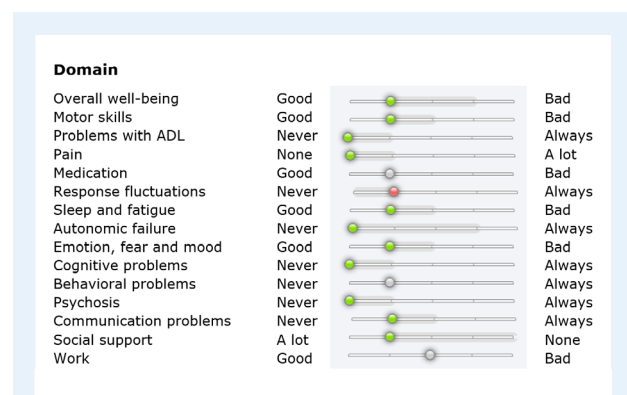 Domain
Overall well-being Good Bad
Motor skills Good Bad
Problems with ADL Never Always
Pain None A lot
Medication Good Bad
Response fluctuations Never Always
Sleep and fatigue Good Bad
Autonomic failure Never Always
Emotion, fear and mood Good Bad
Cognitive problems Never Always
Behavioral problems Never Always
Psychosis Never Always
Communication problems Never Always
Social support A lot None
Work Good Bad